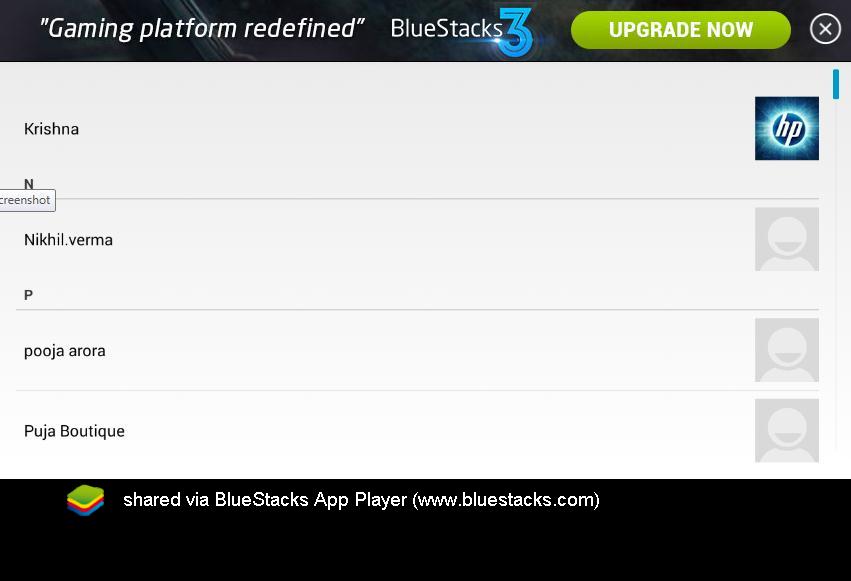 "Gaming platform redefined" BlueStacks 3 UPGRADE NOW
Krishna
hp
N
creenshot
Nikhil.verma
P
pooja arora
Puja Boutique
shared via BlueStacks App Player (www.bluestacks.com)